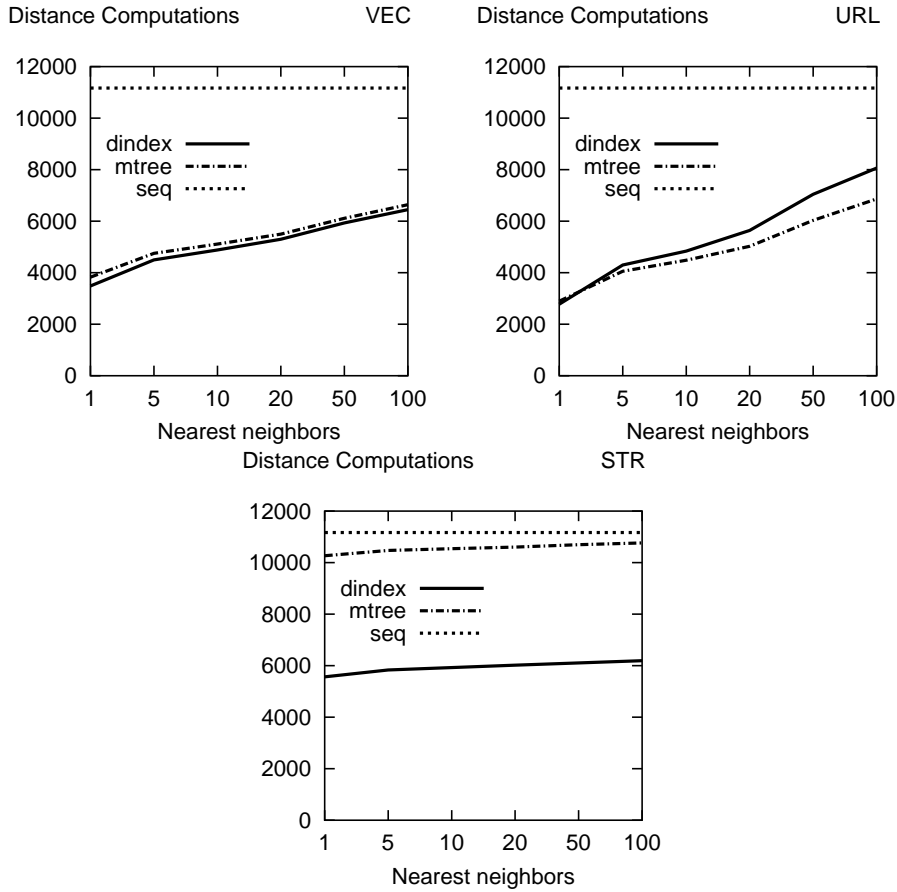 Distance Computations VEC
12000
10000
8000
6000
4000
2000
0
dindex
mtree
seq
1 5 10 20 50 100
Nearest neighbors
Distance Computations URL
12000
10000
8000
6000
4000
2000
0
dindex
mtree
seq
1 5 10 20 50 100
Nearest neighbors
Distance Computations STR
12000
10000
8000
6000
4000
2000
0
dindex
mtree
seq
1 5 10 20 50 100
Nearest neighbors